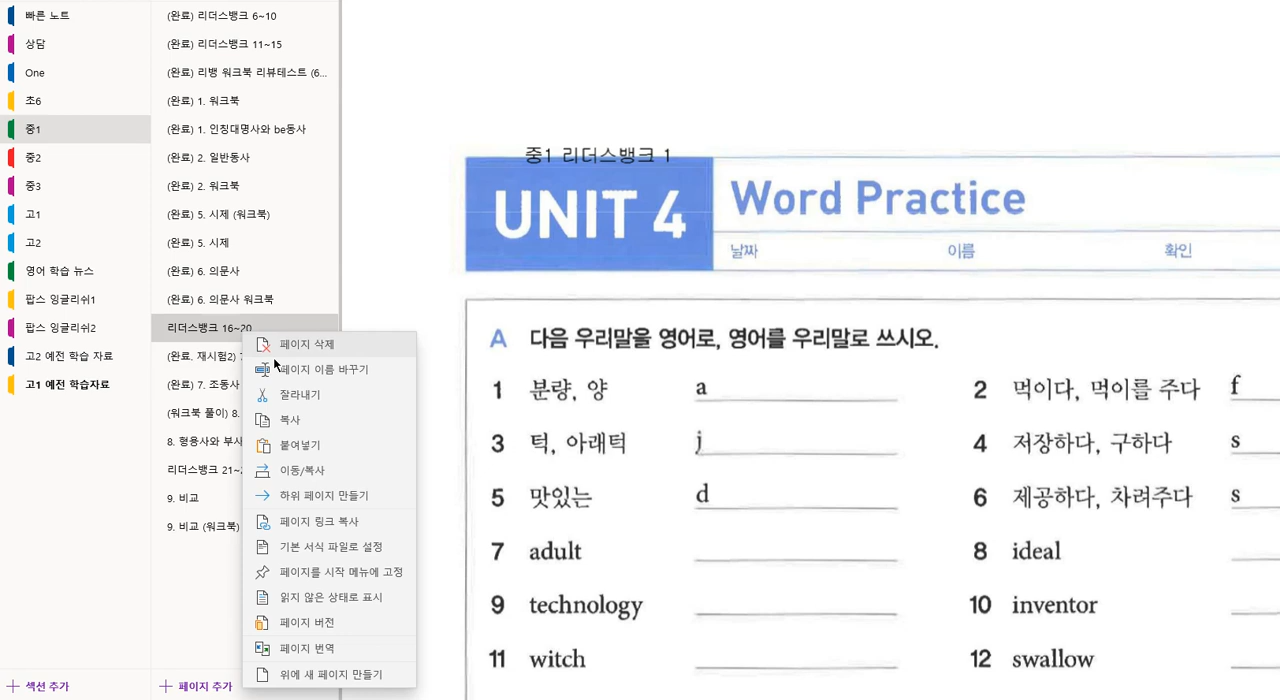 빠른 노트
상담
One
초6
중1
중2
중3
고1
고2
영어 학습 뉴스
팝스 잉글리쉬1
팝스 잉글리쉬2
고2 예전 학습 자료
고1 예전 학습자료
섹션 추가
(완료) 리더스뱅크 6~10
(완료) 리더스뱅크 11~15
(완료) 리뱅 워크북 리뷰테스트 (6...
(완료) 1. 워크북
(완료) 1. 인칭대명사와 be동사
(완료) 2. 일반동사
(완료) 2. 워크북
(완료) 5. 시제 (워크북)
(완료) 5. 시제
(완료) 6. 의문사
(완료) 6. 의문사 워크북
리더스뱅크 16~20
(완료, 재시험2)
(완료) 7. 조동사
(워크북 풀이) 8.
8. 형용사와 부사
리더스뱅크 21~
9. 비교
9. 비교 (워크북)
페이지 추가
페이지 삭제
페이지 이름 바꾸기
잘라내기
복사
붙여넣기
이동/복사
하위 페이지 만들기
페이지 링크 복사
기본 서식 파일로 설정
페이지를 시작 메뉴에 고정
읽지 않은 상태로 표시
페이지 버전
페이지 번역
위에 새 페이지 만들기
중1 리더스뱅크 1
UNIT 4 Word Practice
날짜 이름 확인
A 다음 우리말을 영어로, 영어를 우리말로 쓰시오.
1 분량, 양 a 2 먹이다, 먹이를 주다 f
3 턱, 아래턱 j 4 저장하다, 구하다 s
5 맛있는 d 6 제공하다, 차려주다 s
7 adult 8 ideal
9 technology 10 inventor
11 witch 12 swallow